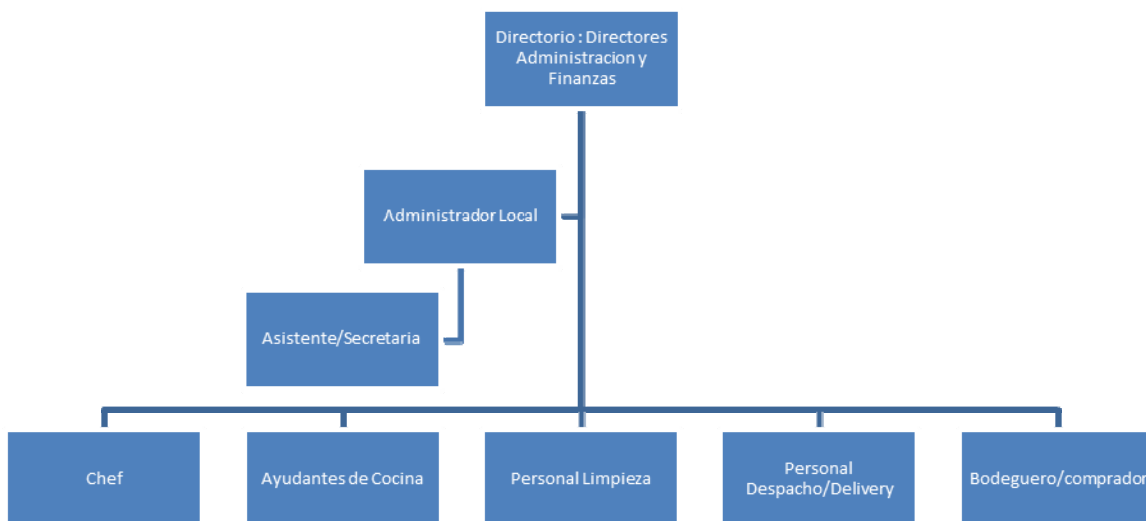 Directorio : Directores
Administracion y
Finanzas
Administrador Local
Asistente/Secretaria
Chef
Ayudantes de Cocina
Personal Limpieza
Personal
Despacho/Delivery
Bodeguero/comprador